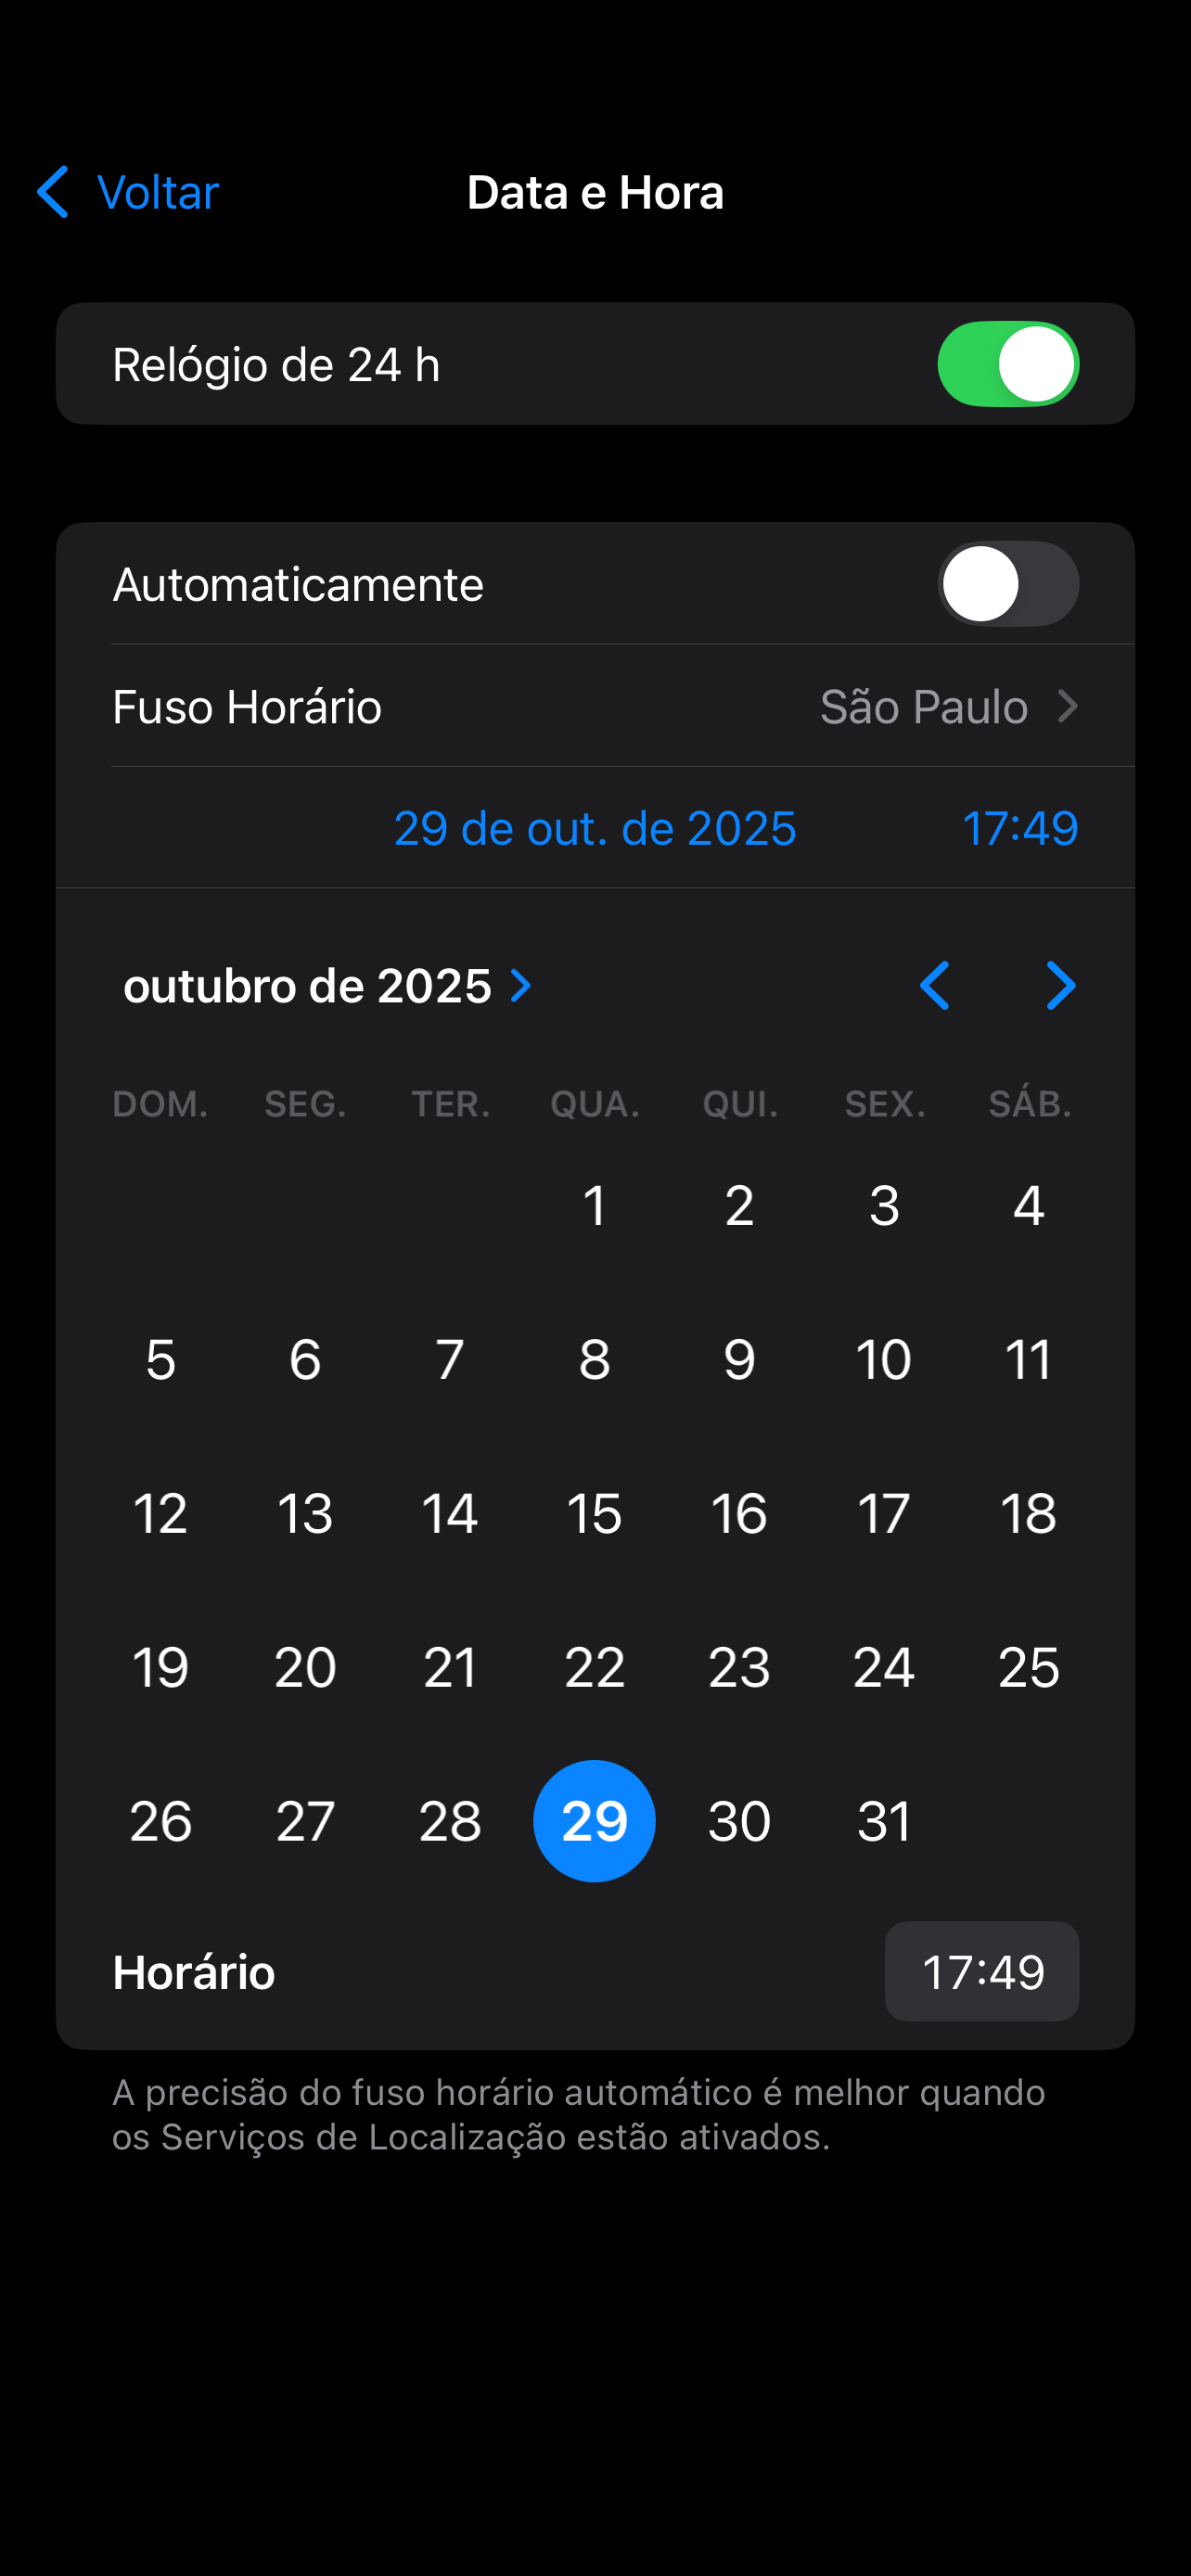 Voltar
Data e Hora
Relógio de 24 h
Automaticamente
Fuso Horário São Paulo
29 de out. de 2025 17:49
outubro de 2025
DOM. SEG. TER. QUA. QUI. SEX. SÁB.
1 2 3 4
5 6 7 8 9 10 11
12 13 14 15 16 17 18
19 20 21 22 23 24 25
26 27 28 29 30 31
Horário 17:49
A precisão do fuso horário automático é melhor quando
os Serviços de Localização estão ativados.